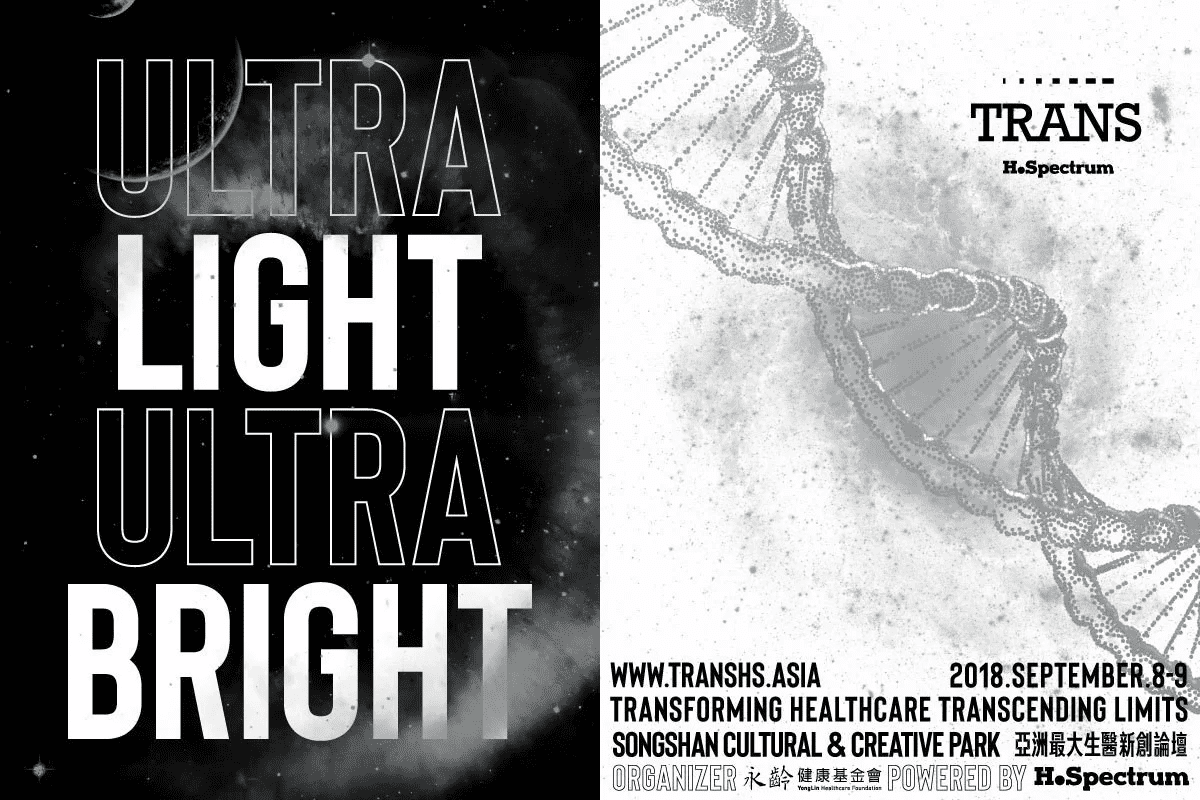 ULTRA
LIGHT
ULTRA
BRIGHT
TRANS
H.Spectrum
WWW.TRANSHS.ASIA 2018.SEPTEMBER.8-9
TRANSFORMING HEALTHCARE TRANSCENDING LIMITS
SONGSHAN CULTURAL & CREATIVE PARK 亞洲最大生醫新創論壇
ORGANIZER 永齡 健康基金會 YongLin Healthcare Foundation POWERED BY H.Spectrum